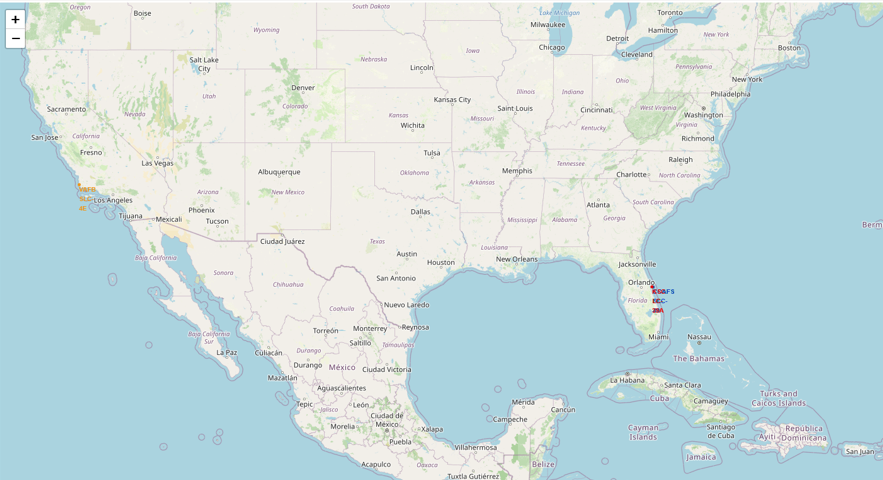 +
−
Oregon
Boise
South Dakota
Lake Michigan
Toronto
Milwaukee
Hamilton
New York
Wyoming
Detroit
Boston
Chicago
Cleveland
Iowa
Salt Lake
City
Nebraska
Pennsylvania
Lincoln
New York
Denver
Ohio
Illinois
Indiana
Philadelphia
Utah
Kansas City
Colorado
Sacramento
Nevada
Saint Louis
Cincinnati
West Virginia
Washington
Kansas
Missouri
Wichita
Virginia
Kentucky
San Jose
California
Richmond
Fresno
Tulsa
Las Vegas
Raleigh
Tennessee
Memphis
Albuquerque
Oklahoma
Charlotte
North Carolina
Arkansas
Arizona
New Mexico
Los Angeles
South Carolina
Atlanta
Phoenix
Dallas
Tijuana
Mexicali
Tucson
Mississippi
Alabama
Georgia
Ciudad Juárez
Texas
Louisiana
Austin
Baja California
Houston
New Orleans
Jacksonville
Sonora
San Antonio
Orlando
Chihuahua
Florida
Coahuila
Nuevo Laredo
Baja California
Sur
Torreón
Monterrey
Reynosa
Miami
Nassau
Saltillo
Tamaulipas
La Paz
Culiacán
Durango
The Bahamas
Durango
México
Ciudad Victoria
Mazatlán
La Habana
Santa Clara
Aguascalientes
Turks and
Caicos Islands
Cuba
Camaguey
Tepic
León
Mérida
Cancún
Jalisco
Ciudad de
México
Campeche
Morelia
Xalapa
Cayman
Islands
Santiago
de Cuba
Ayiti
República
Dominicana
Puebla
Villahermosa
San Juan
Jamaica
Acapulco
Oaxaca
Belize
Tuxtla Gutiérrez